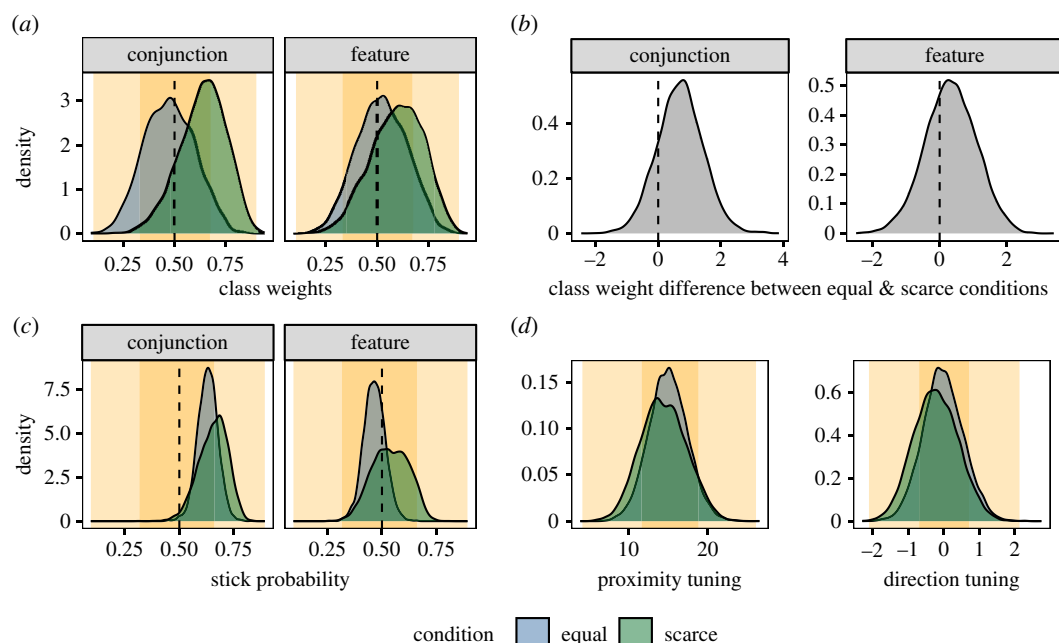 (a)
conjunction feature
3
2
1
0
density
0.25 0.50 0.75 0.25 0.50 0.75
class weights
(b)
conjunction feature
0.4
0.2
0
0.5
0.4
0.3
0.2
0.1
0
−2 0 2 4 −2 0 2
class weight difference between equal & scarce conditions
(c)
conjunction feature
7.5
5.0
2.5
0
density
0.25 0.50 0.75 0.25 0.50 0.75
stick probability
(d)
0.15
0.10
0.05
0
10 20
proximity tuning
0.6
0.4
0.2
0
−2 −1 0 1 2
direction tuning
condition equal scarce